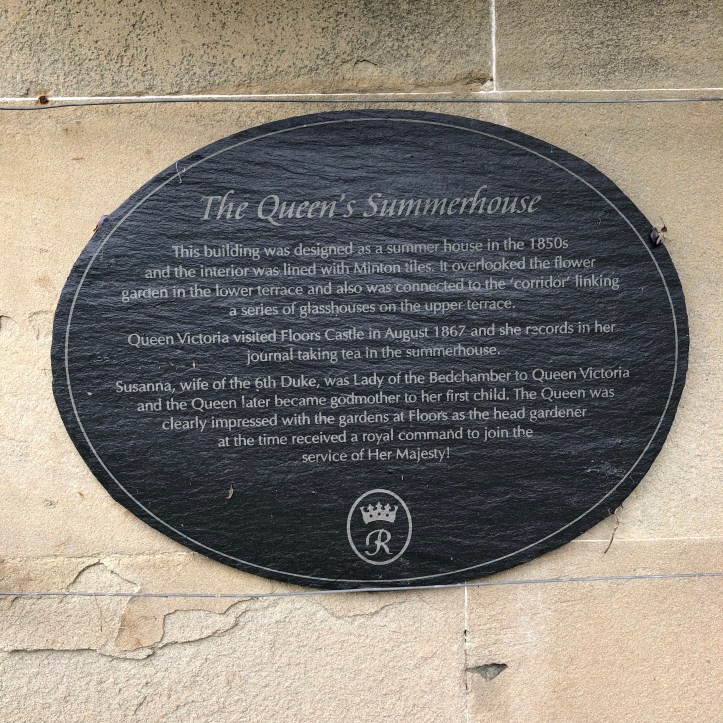 The Queen's Summerhouse
This building was designed as a summer house in the 1850s
and the interior was lined with Minton tiles. It overlooked the flower
garden in the lower terrace and also was connected to the 'corridor' linking
a series of glasshouses on the upper terrace.
Queen Victoria visited Floors Castle in August 1867 and she records in her
journal taking tea in the summerhouse.
Susanna, wife of the 6th Duke, was Lady of the Bedchamber to Queen Victoria
and the Queen later became godmother to her first child. The Queen was
clearly impressed with the gardens at Floors as the head gardener
at the time received a royal command to join the
service of Her Majesty!
R